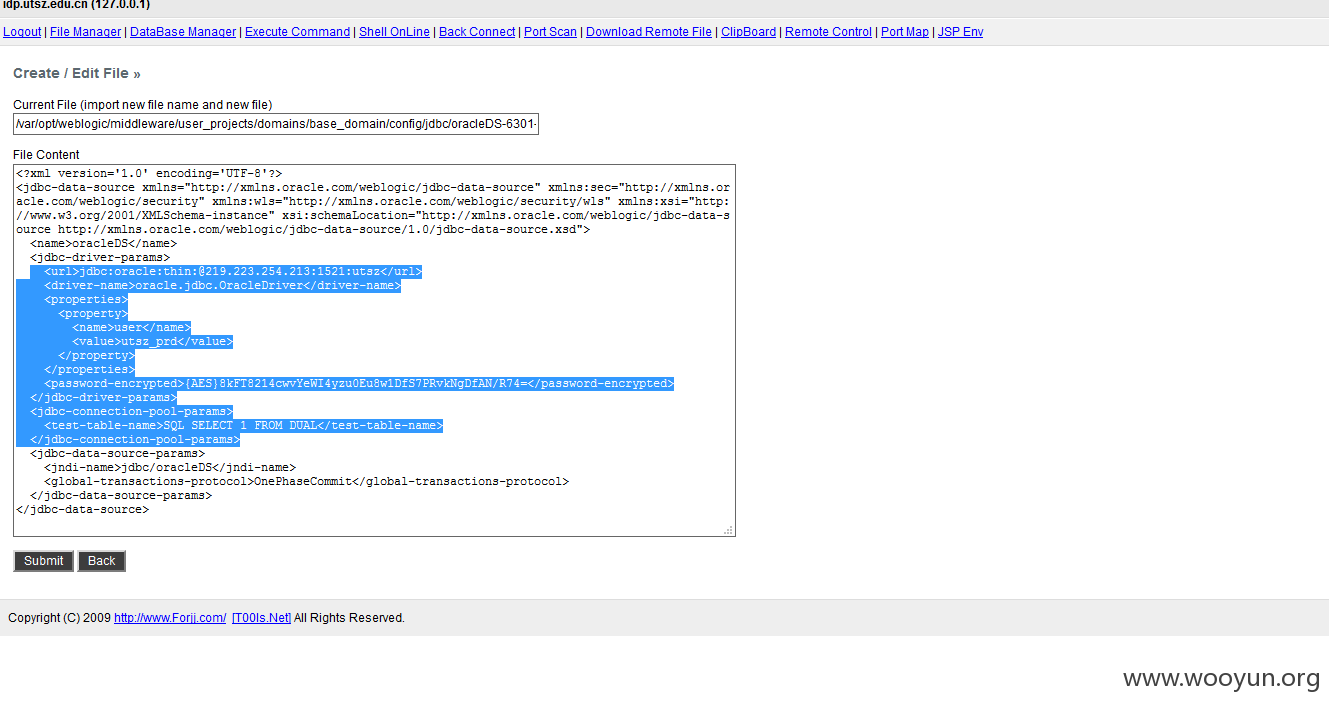 idp.utsz.edu.cn (127.0.0.1)
Logout | File Manager | DataBase Manager | Execute Command | Shell OnLine | Back Connect | Port Scan | Download Remote File | ClipBoard | Remote Control | Port Map | JSP Env
Create / Edit File »
Current File (import new file name and new file)
/var/opt/weblogic/middleware/user_projects/domains/base_domain/config/jdbc/oracleDS-6301-
File Content
<?xml version='1.0' encoding='UTF-8'?>
<jdbc-data-source xmlns="http://xmlns.oracle.com/weblogic/jdbc-data-source" xmlns:sec="http://xmlns.or
acle.com/weblogic/security" xmlns:wls="http://xmlns.oracle.com/weblogic/security/wls" xmlns:xsi="http:
//www.w3.org/2001/XMLSchema-instance" xsi:schemaLocation="http://xmlns.oracle.com/weblogic/jdbc-data-s
ource http://xmlns.oracle.com/weblogic/jdbc-data-source/1.0/jdbc-data-source.xsd">
<name>oracleDS</name>
<jdbc-driver-params>
<url>jdbc:oracle:thin:@219.223.254.213:1521:utsz</url>
<driver-name>oracle.jdbc.OracleDriver</driver-name>
<properties>
<property>
<name>user</name>
<value>utsz_prd</value>
</property>
</properties>
<password-encrypted>{AES}8kFT8214cwvYeWI4yzu0Eu8w1DfS7PRvkNgDfAN/R74=</password-encrypted>
</jdbc-driver-params>
<jdbc-connection-pool-params>
<test-table-name>SQL SELECT 1 FROM DUAL</test-table-name>
</jdbc-connection-pool-params>
<jdbc-data-source-params>
<jndi-name>jdbc/oracleDS</jndi-name>
<global-transactions-protocol>OnePhaseCommit</global-transactions-protocol>
</jdbc-data-source-params>
</jdbc-data-source>
Submit Back
Copyright (C) 2009 http://www.Forjj.com/ [T00ls.Net] All Rights Reserved.
www.wooyun.org